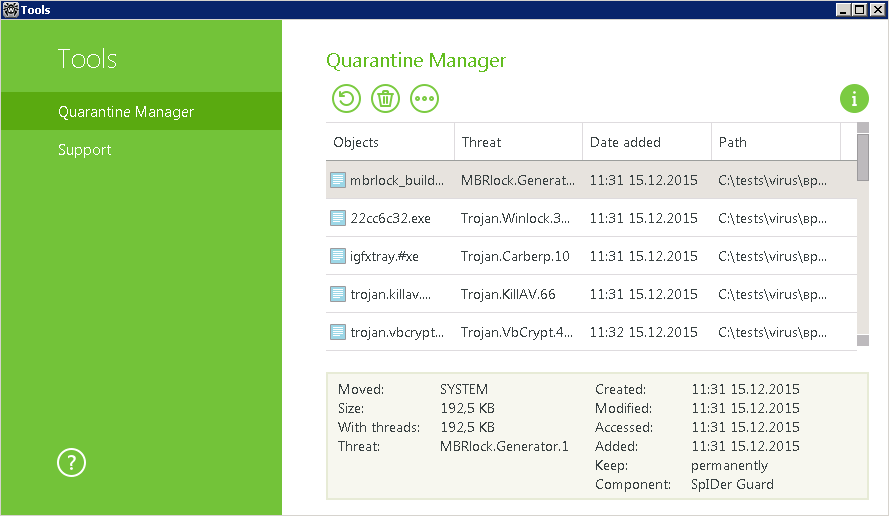 Tools
Tools
Quarantine Manager
Support
?
Quarantine Manager
i
Objects Threat Date added Path
mbrlock_build... MBRlock.Generat... 11:31 15.12.2015 C:\tests\virus\вр...
22cc6c32.exe Trojan.Winlock.3... 11:31 15.12.2015 C:\tests\virus\вр...
igfxtray.#xe Trojan.Carberp.10 11:31 15.12.2015 C:\tests\virus\вр...
trojan.killav.... Trojan.KillAV.66 11:31 15.12.2015 C:\tests\virus\вр...
trojan.vbcrypt... Trojan.VbCrypt.4... 11:32 15.12.2015 C:\tests\virus\вр...
Moved: SYSTEM Created: 11:31 15.12.2015
Size: 192,5 KB Modified: 11:31 15.12.2015
With threads: 192,5 KB Accessed: 11:31 15.12.2015
Threat: MBRlock.Generator.1 Added: 11:31 15.12.2015
Keep: permanently
Component: SpIDer Guard